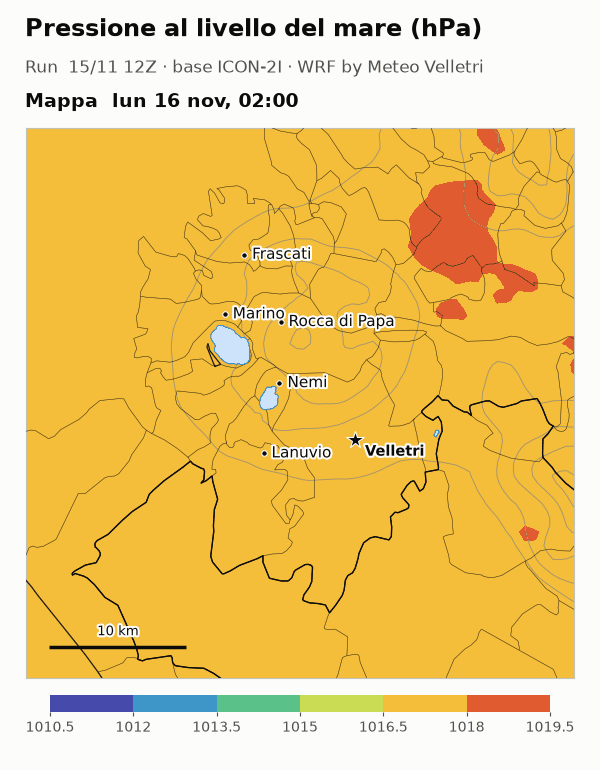 Pressione al livello del mare (hPa)
Run  15/11 12Z · base ICON-2I · WRF by Meteo Velletri
Mappa  lun 16 nov, 02:00
Frascati
Marino
Rocca di Papa
Nemi
Velletri
Lanuvio
10 km
1010.5 1012 1013.5 1015 1016.5 1018 1019.5